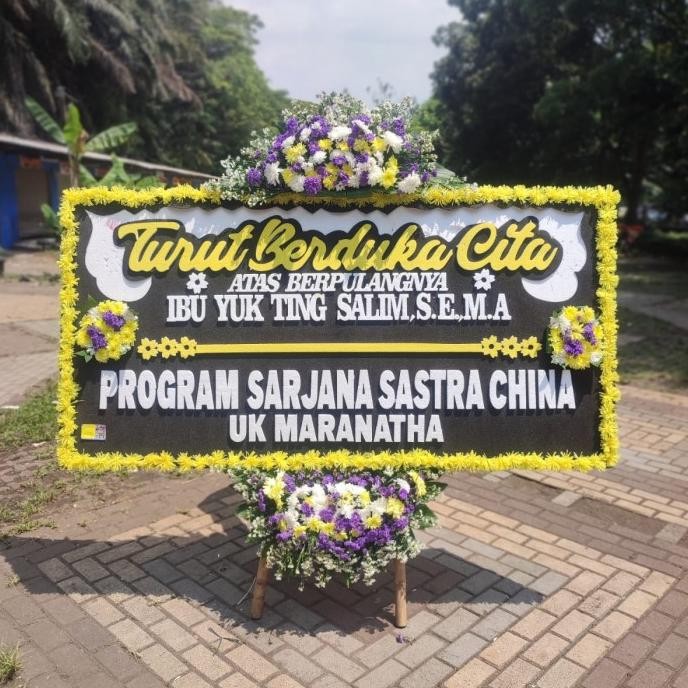 Turut Berduka Cita
ATAS BERPULANGNYA
IBU YUK TING SALIM,S.E.,M.A
PROGRAM SARJANA SASTRA CHINA
UK MARANATHA